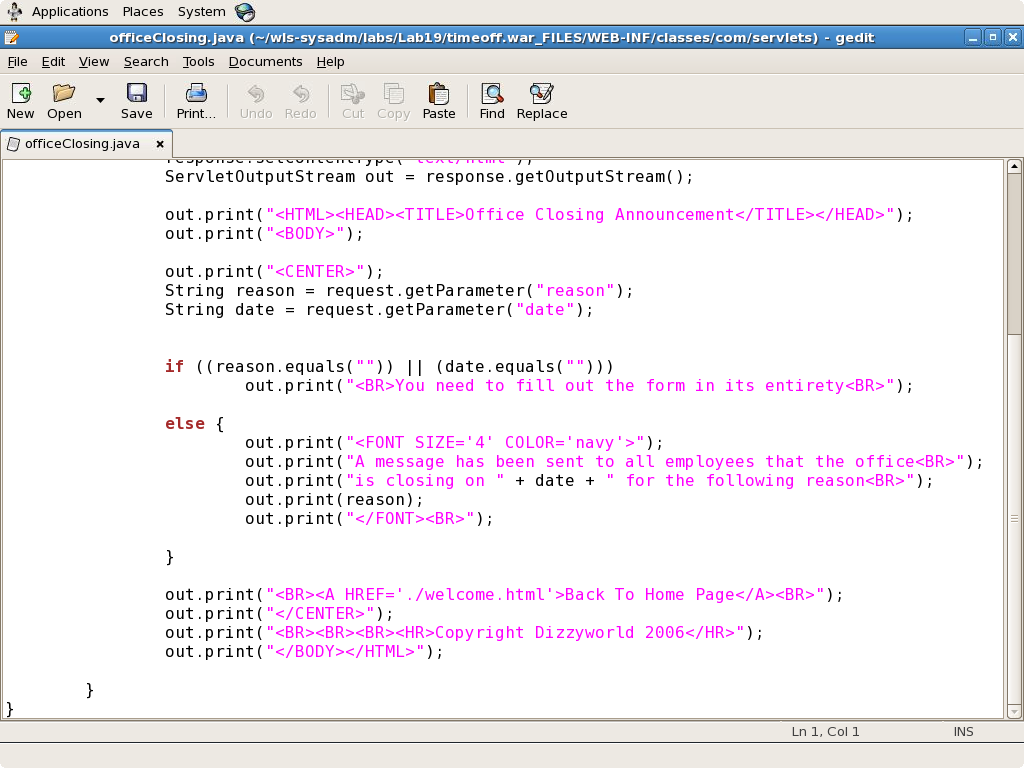 Applications Places System
officeClosing.java (~/wls-sysadm/labs/Lab19/timeoff.war_FILES/WEB-INF/classes/com/servlets) - gedit
File Edit View Search Tools Documents Help
New Open Save Print... Undo Redo Cut Copy Paste Find Replace
officeClosing.java
response.setContentType("text/html");
ServletOutputStream out = response.getOutputStream();
out.print("<HTML><HEAD><TITLE>Office Closing Announcement</TITLE></HEAD>");
out.print("<BODY>");
out.print("<CENTER>");
String reason = request.getParameter("reason");
String date = request.getParameter("date");
if ((reason.equals("")) || (date.equals("")))
out.print("<BR>You need to fill out the form in its entirety<BR>");
else {
out.print("<FONT SIZE='4' COLOR='navy'>");
out.print("A message has been sent to all employees that the office<BR>");
out.print("is closing on " + date + " for the following reason<BR>");
out.print(reason);
out.print("</FONT><BR>");
}
out.print("<BR><A HREF='./welcome.html'>Back To Home Page</A><BR>");
out.print("</CENTER>");
out.print("<BR><BR><BR><HR>Copyright Dizzyworld 2006</HR>");
out.print("</BODY></HTML>");
}
}
Ln 1, Col 1 INS